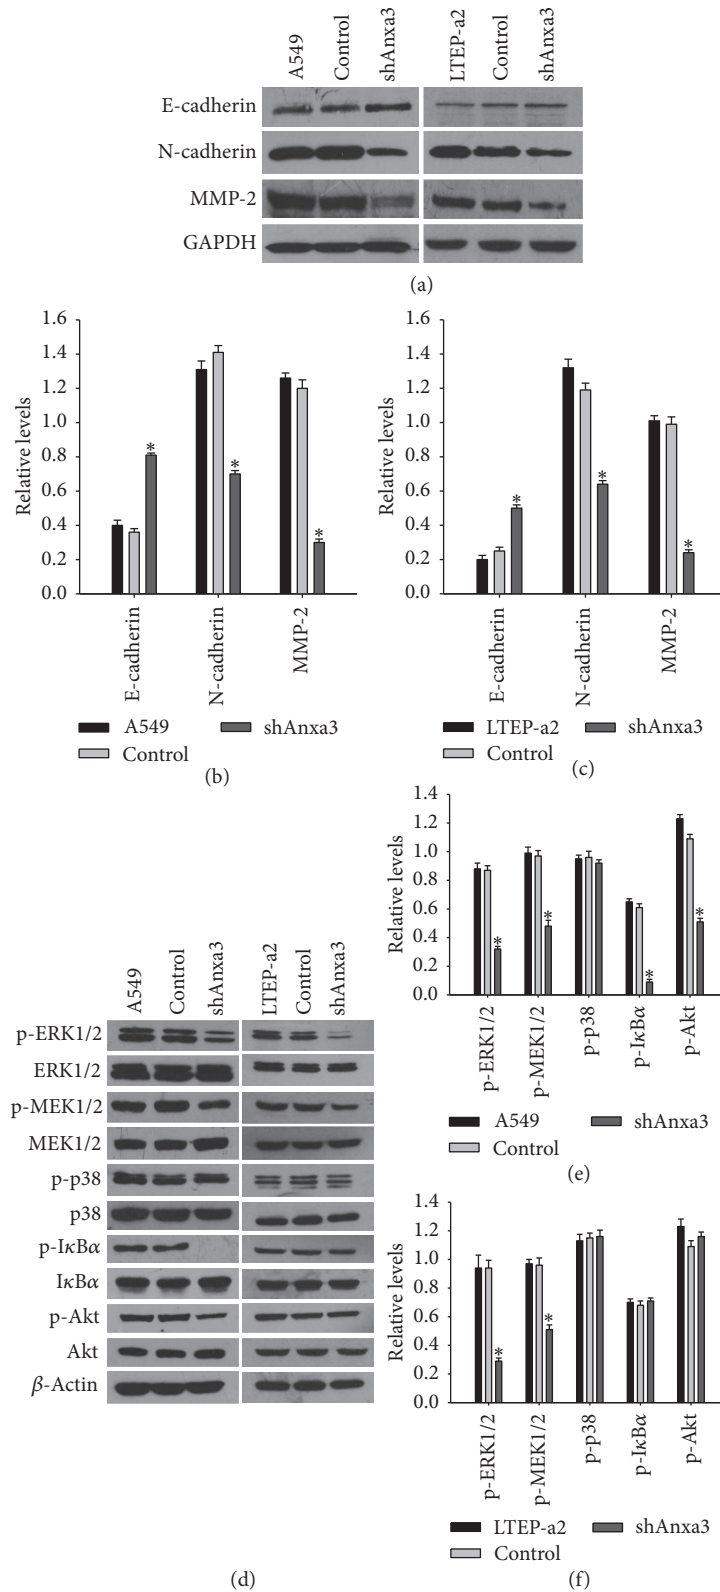 A549 Control shAnxa3 LTEP-a2 Control shAnxa3
E-cadherin
N-cadherin
MMP-2
GAPDH
(a)
Relative levels
1.6
1.4
1.2
1.0
0.8
0.6
0.4
0.2
0.0
* * *
E-cadherin N-cadherin MMP-2
A549 shAnxa3
Control
(b)
Relative levels
1.6
1.4
1.2
1.0
0.8
0.6
0.4
0.2
0.0
* * *
E-cadherin N-cadherin MMP-2
LTEP-a2 shAnxa3
Control
(c)
A549 Control shAnxa3 LTEP-a2 Control shAnxa3
p-ERK1/2
ERK1/2
p-MEK1/2
MEK1/2
p-p38
p38
p-IκBα
IκBα
p-Akt
Akt
β-Actin
(d)
Relative levels
1.4
1.2
1.0
0.8
0.6
0.4
0.2
0.0
* * * *
p-ERK1/2 p-MEK1/2 p-p38 p-IκBα p-Akt
A549 shAnxa3
Control
(e)
Relative levels
1.4
1.2
1.0
0.8
0.6
0.4
0.2
0.0
* *
p-ERK1/2 p-MEK1/2 p-p38 p-IκBα p-Akt
LTEP-a2 shAnxa3
Control
(f)